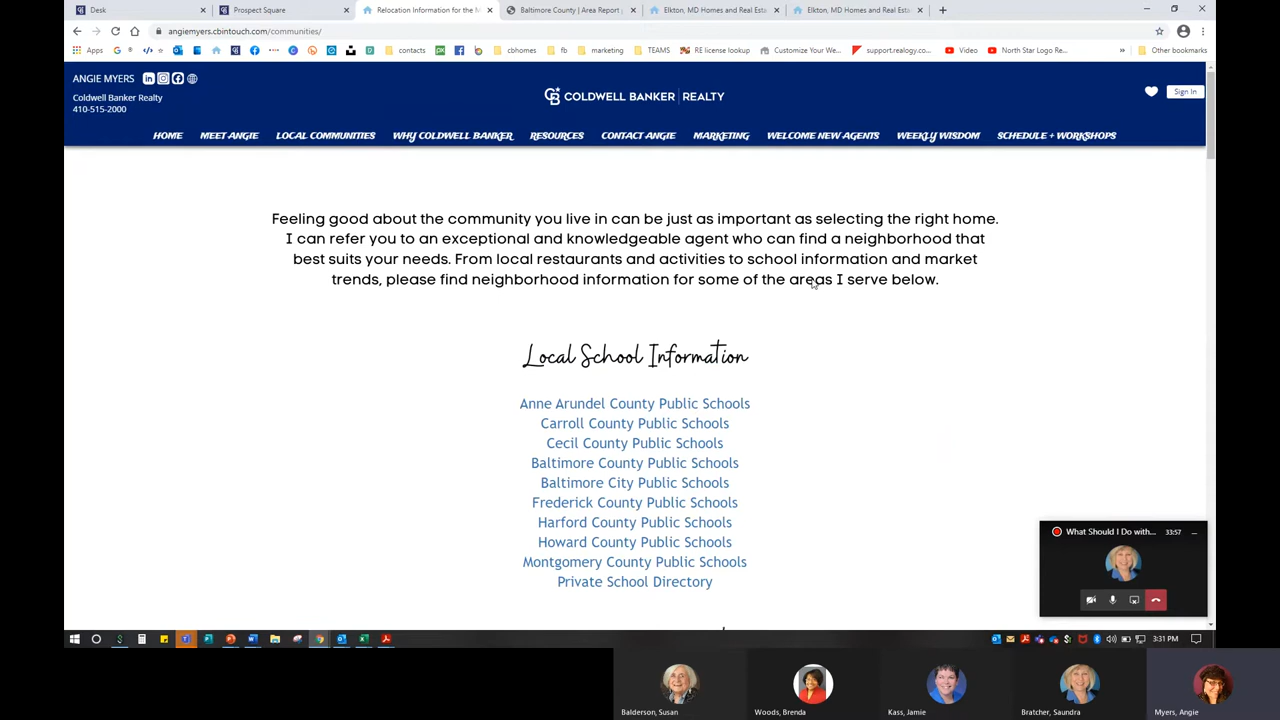 Desk
Prospect Square
Relocation Information for the M
Baltimore County | Area Report
Elkton, MD Homes and Real Esta
Elkton, MD Homes and Real Esta
angiemyers.cbintouch.com/communities/
Apps
contacts
cbhomes
fb
marketing
TEAMS
RE license lookup
Customize Your We...
support.realogy.co...
Video
North Star Logo Re...
»
Other bookmarks
ANGIE MYERS
Coldwell Banker Realty
410-515-2000
COLDWELL BANKER | REALTY
Sign In
HOME MEET ANGIE LOCAL COMMUNITIES WHY COLDWELL BANKER RESOURCES CONTACT ANGIE MARKETING WELCOME NEW AGENTS WEEKLY WISDOM SCHEDULE + WORKSHOPS
Feeling good about the community you live in can be just as important as selecting the right home.
I can refer you to an exceptional and knowledgeable agent who can find a neighborhood that
best suits your needs. From local restaurants and activities to school information and market
trends, please find neighborhood information for some of the areas I serve below.
Local School Information
Anne Arundel County Public Schools
Carroll County Public Schools
Cecil County Public Schools
Baltimore County Public Schools
Baltimore City Public Schools
Frederick County Public Schools
Harford County Public Schools
Howard County Public Schools
Montgomery County Public Schools
Private School Directory
What Should I Do with...
33:57
3:31 PM
Balderson, Susan
Woods, Brenda
Kass, Jamie
Bratcher, Saundra
Myers, Angie